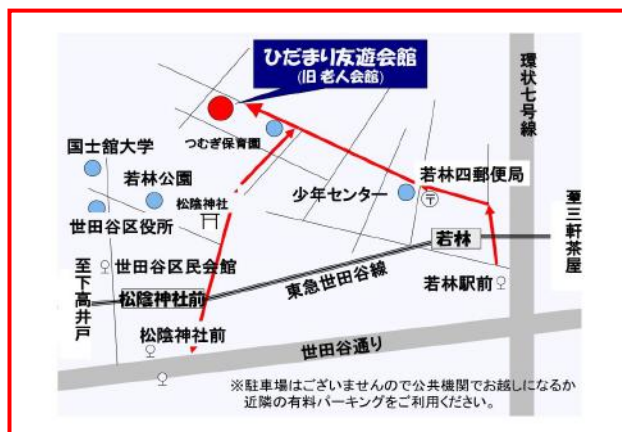 ひだまり友遊会館
(旧 老人会館)
環状七号線
つむぎ保育園
国士舘大学
若林公園
松陰神社
少年センター
若林四郵便局
〒
至三軒茶屋
世田谷区役所
世田谷区民会館
若林
至下高井戸
松陰神社前
東急世田谷線
若林駅前
松陰神社前
世田谷通り
※駐車場はございませんので公共機関でお越しになるか
近隣の有料パーキングをご利用ください。